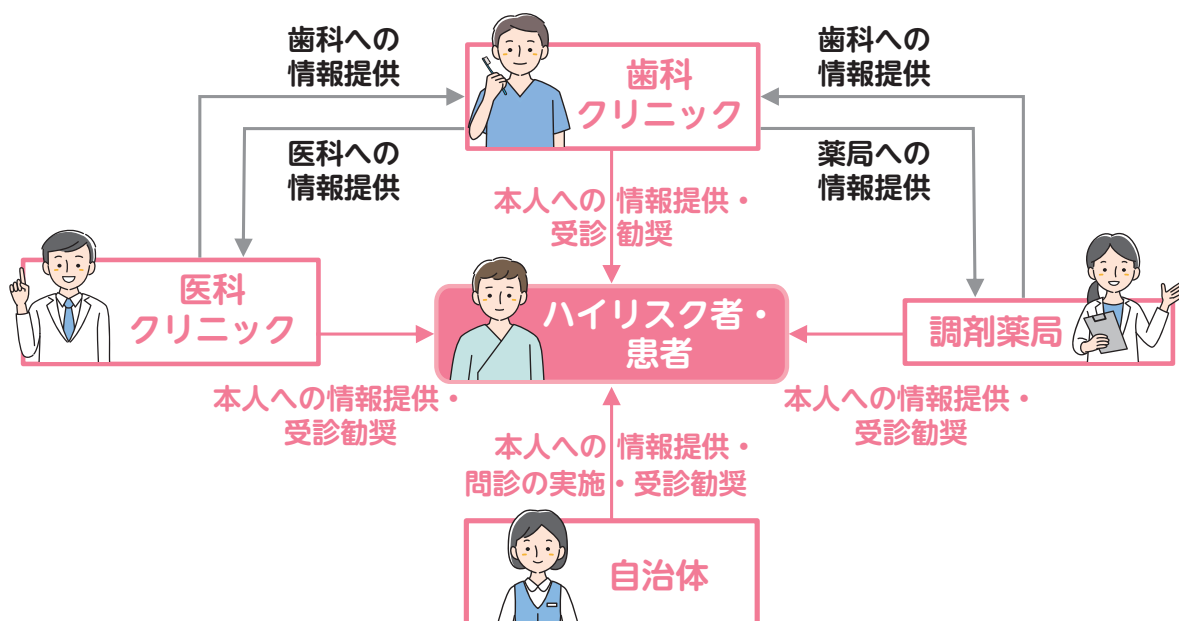 歯科への
情報提供
歯科
クリニック
歯科への
情報提供
医科への
情報提供
薬局への
情報提供
本人への情報提供・
受診勧奨
医科
クリニック
ハイリスク者・
患者
調剤薬局
本人への情報提供・
受診勧奨
本人への情報提供・
受診勧奨
本人への情報提供・
問診の実施・受診勧奨
自治体